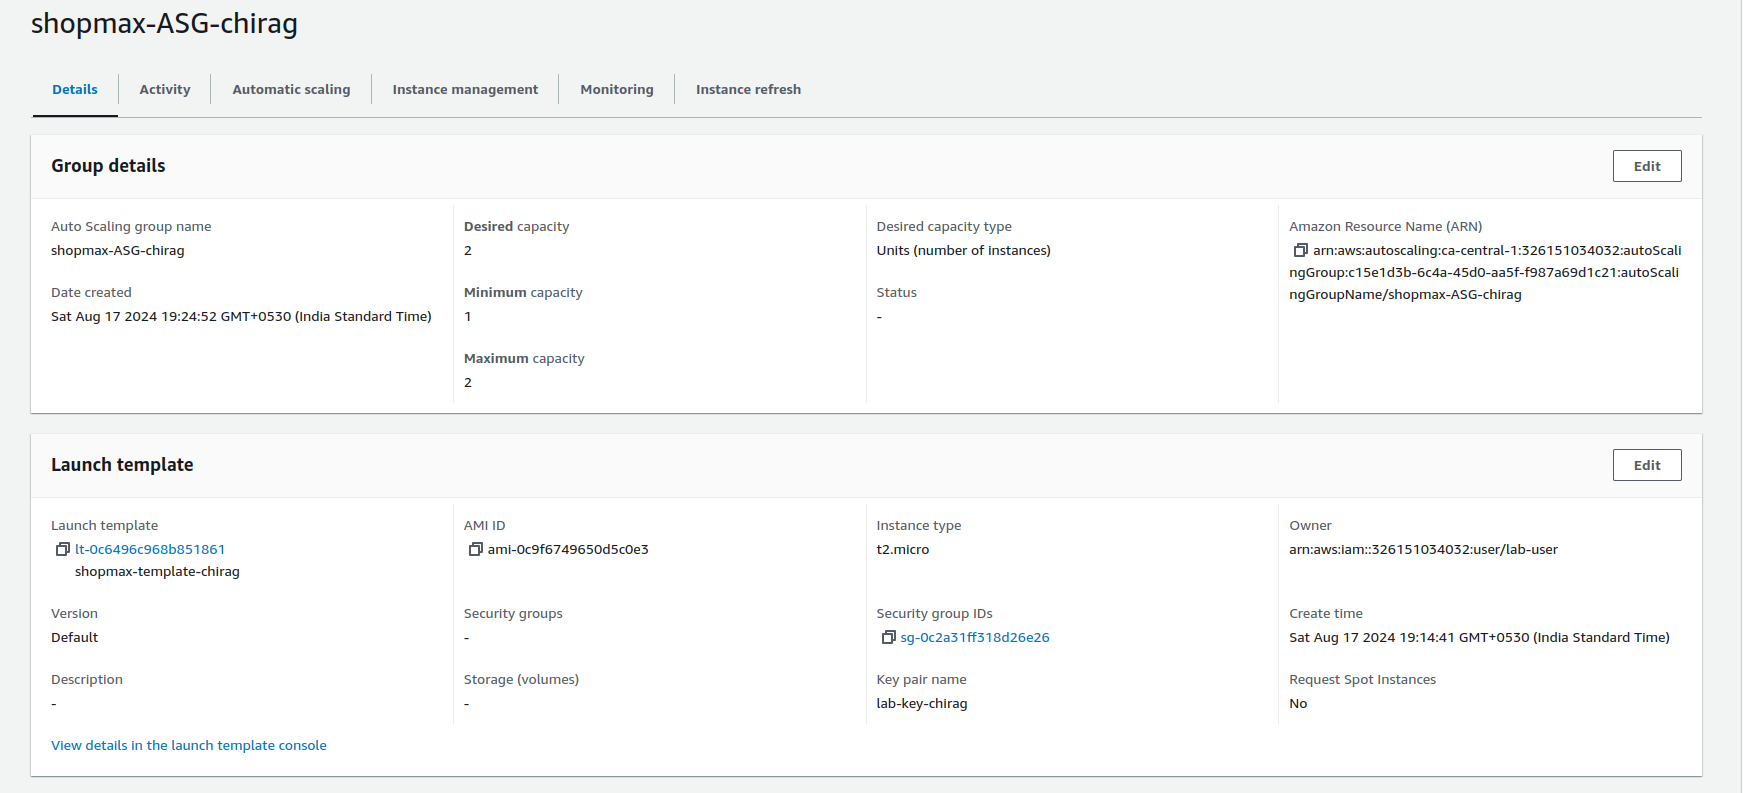 shopmax-ASG-chirag
Details
Activity
Automatic scaling
Instance management
Monitoring
Instance refresh
Group details
Edit
Auto Scaling group name
shopmax-ASG-chirag
Date created
Sat Aug 17 2024 19:24:52 GMT+0530 (India Standard Time)
Desired capacity
2
Minimum capacity
1
Maximum capacity
2
Desired capacity type
Units (number of instances)
Status
-
Amazon Resource Name (ARN)
arn:aws:autoscaling:ca-central-1:326151034032:autoScali
ngGroup:c15e1d3b-6c4a-45d0-aa5f-f987a69d1c21:autoScali
ngGroupName/shopmax-ASG-chirag
Launch template
Edit
Launch template
lt-0c6496c968b851861
shopmax-template-chirag
Version
Default
Description
-
View details in the launch template console
AMI ID
ami-0c9f6749650d5c0e3
Security groups
-
Storage (volumes)
-
Instance type
t2.micro
Security group IDs
sg-0c2a31ff318d26e26
Key pair name
lab-key-chirag
Owner
arn:aws:iam::326151034032:user/lab-user
Create time
Sat Aug 17 2024 19:14:41 GMT+0530 (India Standard Time)
Request Spot Instances
No